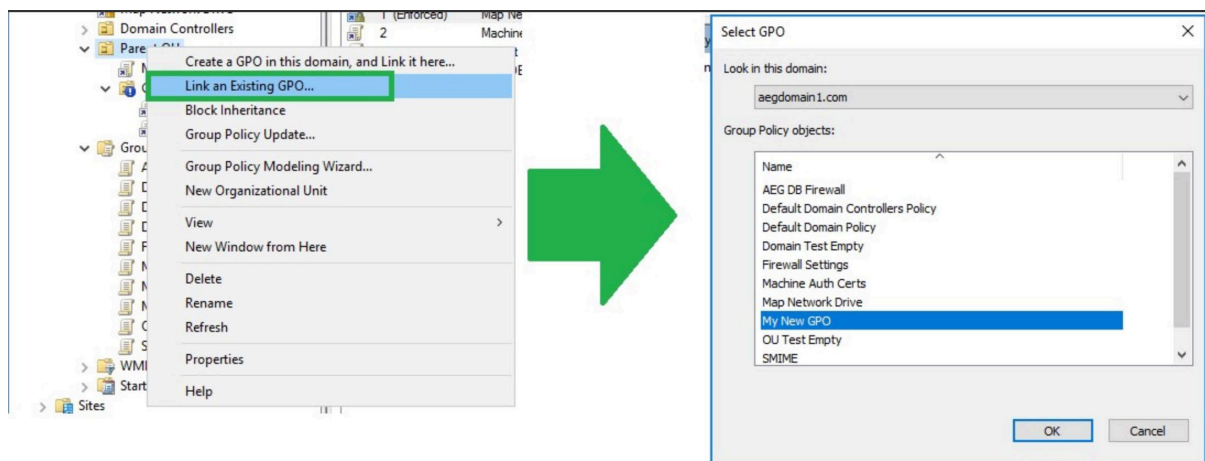 Domain Controllers
1 (Enforced)
2
Create a GPO in this domain, and Link it here...
Link an Existing GPO...
Block Inheritance
Group Policy Update...
Group Policy Modeling Wizard...
New Organizational Unit
View
New Window from Here
Delete
Rename
Refresh
Properties
Help
Sites
Select GPO
Look in this domain:
aegdomain1.com
Group Policy objects:
Name
AEG DB Firewall
Default Domain Controllers Policy
Default Domain Policy
Domain Test Empty
Firewall Settings
Machine Auth Certs
Map Network Drive
My New GPO
OU Test Empty
SMIME
OK
Cancel